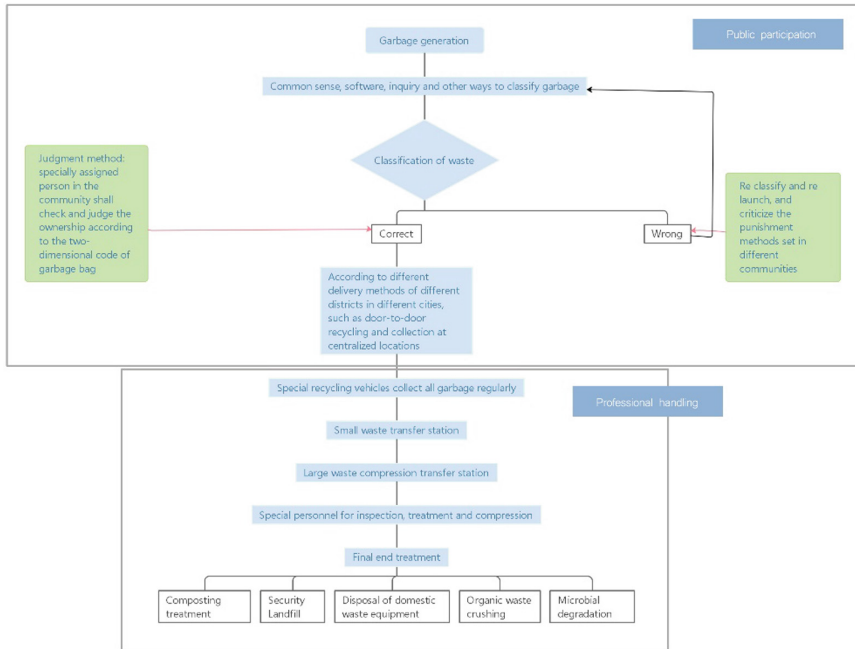 Public participation
Garbage generation
Common sense, software, inquiry and other ways to classify garbage
Classification of waste
Judgment method:
specially assigned
person in the
community shall
check and judge the
ownership according
to the two-
dimensional code of
garbage bag
Correct
Wrong
Re classify and re
launch, and
criticize the
punishment
methods set in
different
communities
According to different
delivery methods of different
districts in different cities,
such as door-to-door
recycling and collection at
centralized locations
Professional handling
Special recycling vehicles collect all garbage regularly
Small waste transfer station
Large waste compression transfer station
Special personnel for inspection, treatment and compression
Final end treatment
Composting
treatment
Security
Landfill
Disposal of domestic
waste equipment
Organic waste
crushing
Microbial
degradation